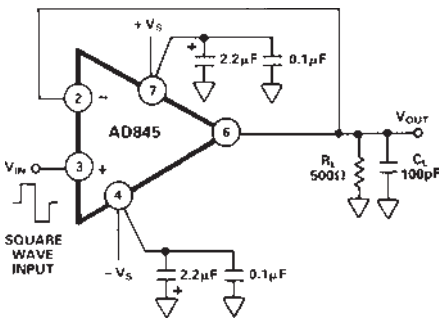 +VS
+
2.2µF
0.1µF
7
2
−
AD845
6
VOUT
VIN
3
+
RL
500Ω
CL
100pF
4
SQUARE
WAVE
INPUT
−VS
2.2µF
0.1µF
+